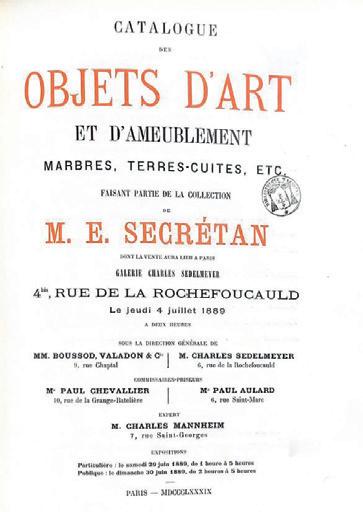 CATALOGUE
DES
OBJETS D'ART
ET D'AMEUBLEMENT
MARBRES, TERRES-CUITES, ETC.
FAISANT PARTIE DE LA COLLECTION
DE
M. E. SECRÉTAN
DONT LA VENTE AURA LIEU A PARIS
GALERIE CHARLES SEDELMEYER
4bis, RUE DE LA ROCHEFOUCAULD
Le jeudi 4 juillet 1889
A DEUX HEURES
SOUS LA DIRECTION GÉNÉRALE DE
MM. BOUSSOD, VALADON & Cie
9, rue Chaptal
M. CHARLES SEDELMEYER
6, rue de la Rochefoucauld
COMMISSAIRES-PRISEURS
Me PAUL CHEVALLIER
10, rue de la Grange-Batelière
Me PAUL AULARD
6, rue Saint-Marc
EXPERT
M. CHARLES MANNHEIM
7, rue Saint-Georges
EXPOSITIONS
Particulière : le samedi 29 juin 1889, de 1 heure à 5 heures
Publique : le dimanche 30 juin 1889, de 2 heures à 5 heures
PARIS — MDCCCLXXXIX